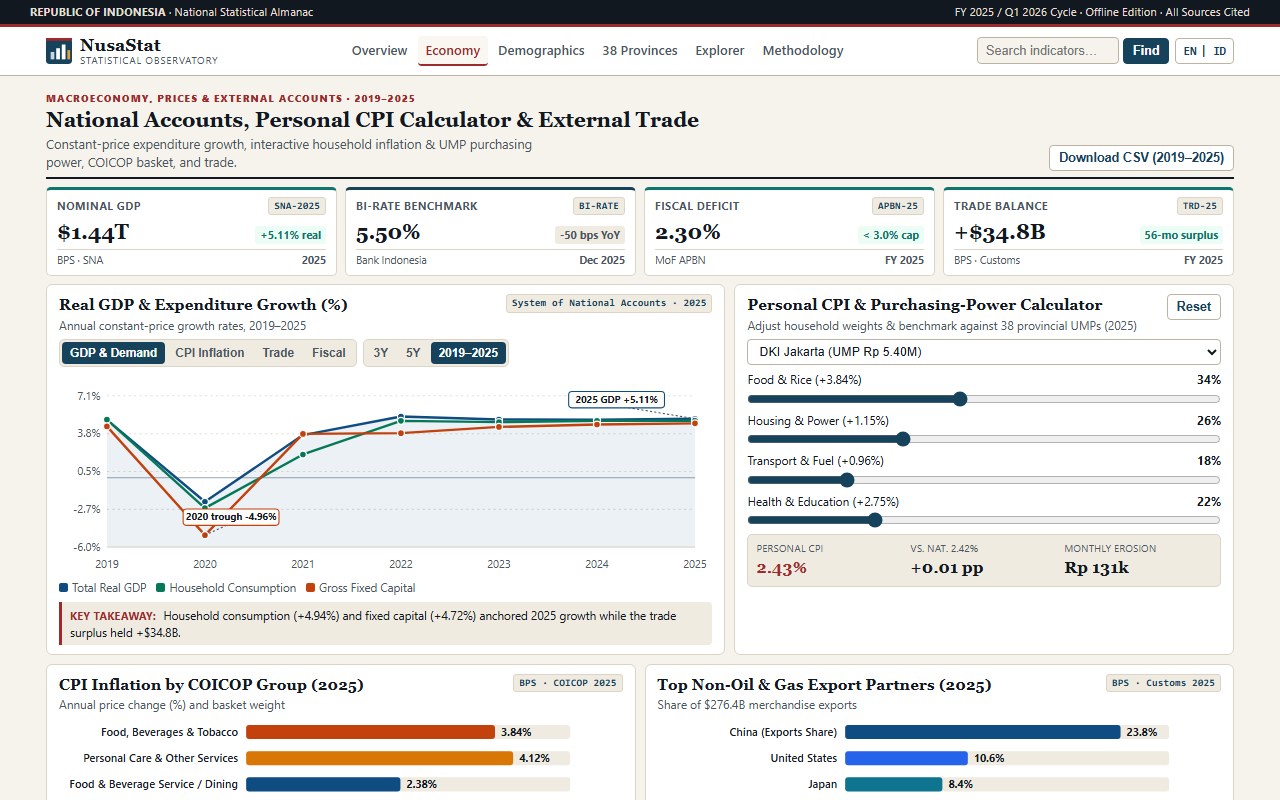 REPUBLIC OF INDONESIA · National Statistical Almanac
FY 2025 / Q1 2026 Cycle · Offline Edition · All Sources Cited
NusaStat
STATISTICAL OBSERVATORY
Overview
Economy
Demographics
38 Provinces
Explorer
Methodology
Search indicators...
Find
EN | ID
MACROECONOMY, PRICES & EXTERNAL ACCOUNTS · 2019–2025
National Accounts, Personal CPI Calculator & External Trade
Constant-price expenditure growth, interactive household inflation & UMP purchasing
power, COICOP basket, and trade.
Download CSV (2019–2025)
NOMINAL GDP
SNA-2025
$1.44T
+5.11% real
BPS · SNA
2025
BI-RATE BENCHMARK
BI-RATE
5.50%
-50 bps YoY
Bank Indonesia
Dec 2025
FISCAL DEFICIT
APBN-25
2.30%
< 3.0% cap
MoF APBN
FY 2025
TRADE BALANCE
TRD-25
+$34.8B
56-mo surplus
BPS · Customs
FY 2025
Real GDP & Expenditure Growth (%)
System of National Accounts · 2025
Annual constant-price growth rates, 2019–2025
GDP & Demand
CPI Inflation
Trade
Fiscal
3Y
5Y
2019–2025
7.1%
3.8%
0.5%
-2.7%
-6.0%
2025 GDP +5.11%
2020 trough -4.96%
2019
2020
2021
2022
2023
2024
2025
Total Real GDP
Household Consumption
Gross Fixed Capital
KEY TAKEAWAY: Household consumption (+4.94%) and fixed capital (+4.72%) anchored 2025 growth while the trade
surplus held +$34.8B.
Personal CPI & Purchasing-Power Calculator
Reset
Adjust household weights & benchmark against 38 provincial UMPs (2025)
DKI Jakarta (UMP Rp 5.40M)
Food & Rice (+3.84%)
34%
Housing & Power (+1.15%)
26%
Transport & Fuel (+0.96%)
18%
Health & Education (+2.75%)
22%
PERSONAL CPI
2.43%
VS. NAT. 2.42%
+0.01 pp
MONTHLY EROSION
Rp 131k
CPI Inflation by COICOP Group (2025)
BPS · COICOP 2025
Annual price change (%) and basket weight
Food, Beverages & Tobacco
3.84%
Personal Care & Other Services
4.12%
Food & Beverage Service / Dining
2.38%
Top Non-Oil & Gas Export Partners (2025)
BPS · Customs 2025
Share of $276.4B merchandise exports
China (Exports Share)
23.8%
United States
10.6%
Japan
8.4%